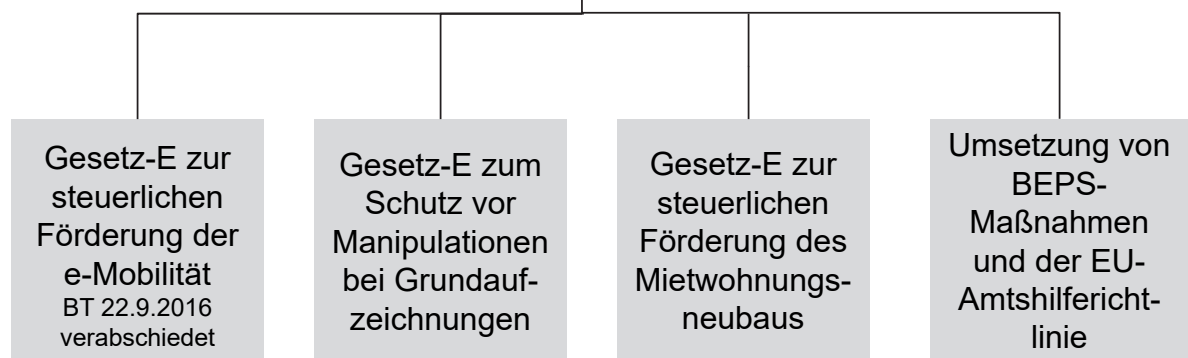 Gesetz-E zur
steuerlichen
Förderung der
e-Mobilität
BT 22.9.2016
verabschiedet
Gesetz-E zum
Schutz vor
Manipulationen
bei Grundauf-
zeichnungen
Gesetz-E zur
steuerlichen
Förderung des
Mietwohnungs-
neubaus
Umsetzung von
BEPS-
Maßnahmen
und der EU-
Amtshilfericht-
linie